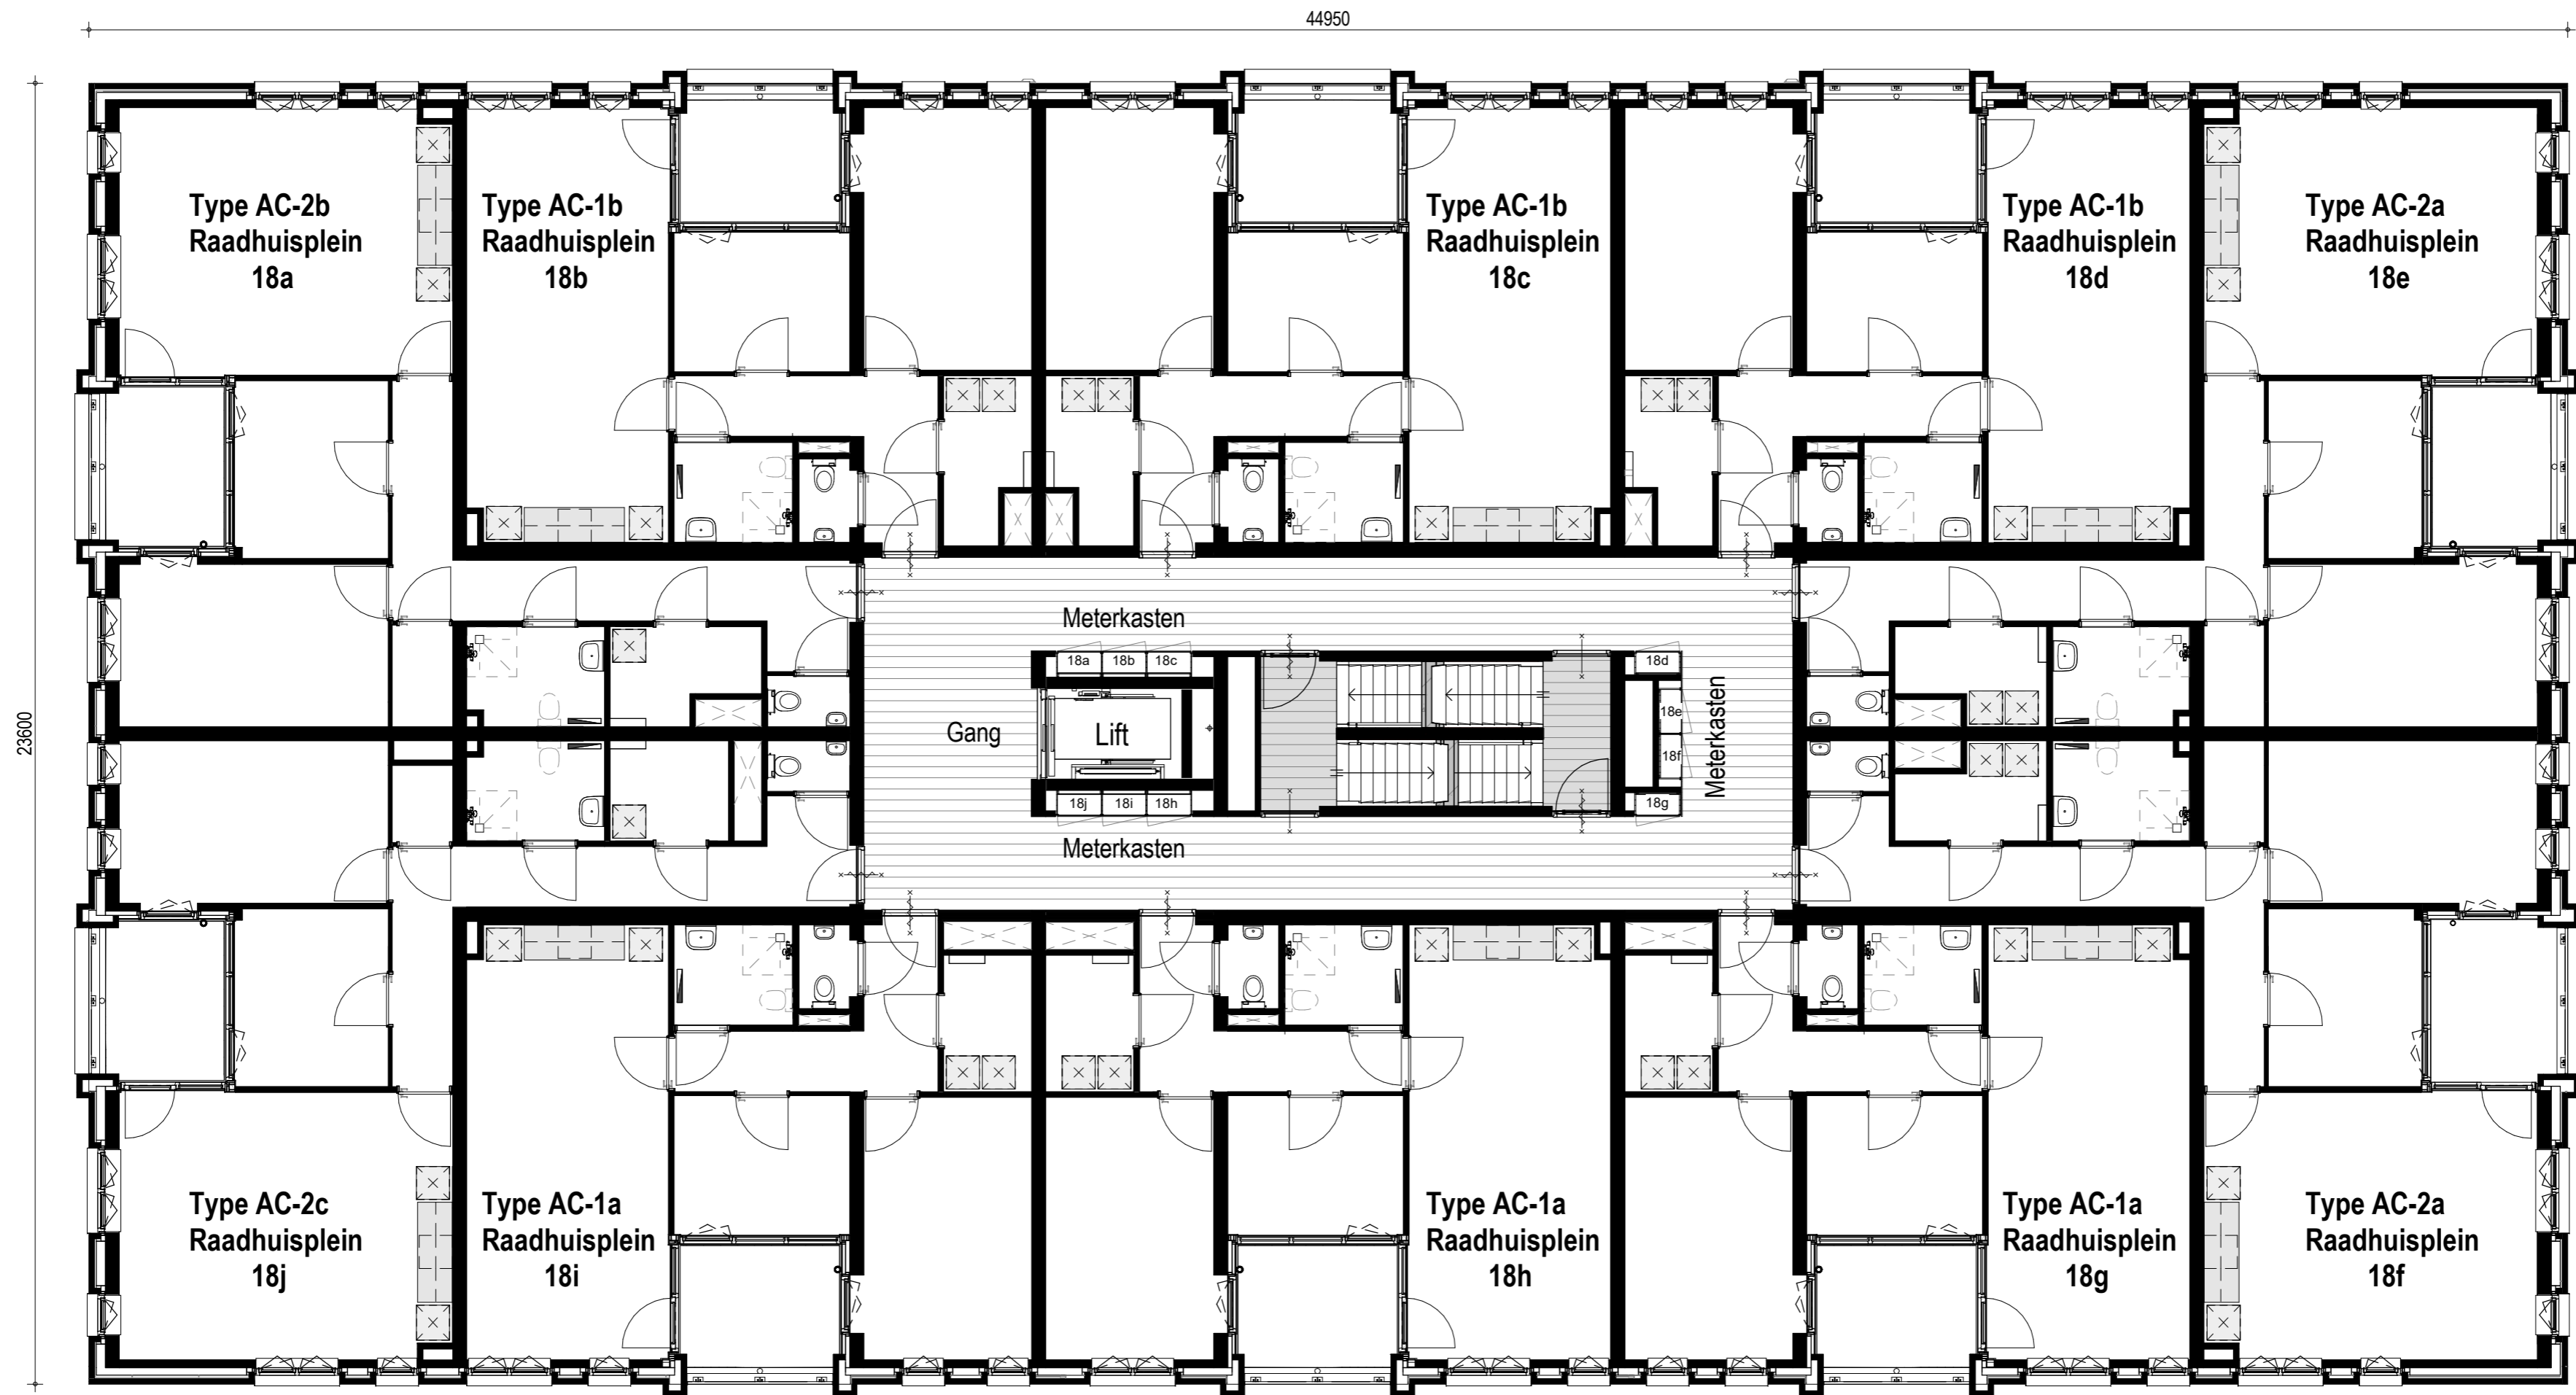 44950
23600
Type AC-2b
Raadhuisplein
18a
Type AC-1b
Raadhuisplein
18b
Type AC-1b
Raadhuisplein
18c
Type AC-1b
Raadhuisplein
18d
Type AC-2a
Raadhuisplein
18e
Meterkasten
18a 18b 18c
18d
Gang
Lift
18e
18f
Meterkasten
18j 18i 18h
18g
Meterkasten
Type AC-2c
Raadhuisplein
18j
Type AC-1a
Raadhuisplein
18i
Type AC-1a
Raadhuisplein
18h
Type AC-1a
Raadhuisplein
18g
Type AC-2a
Raadhuisplein
18f